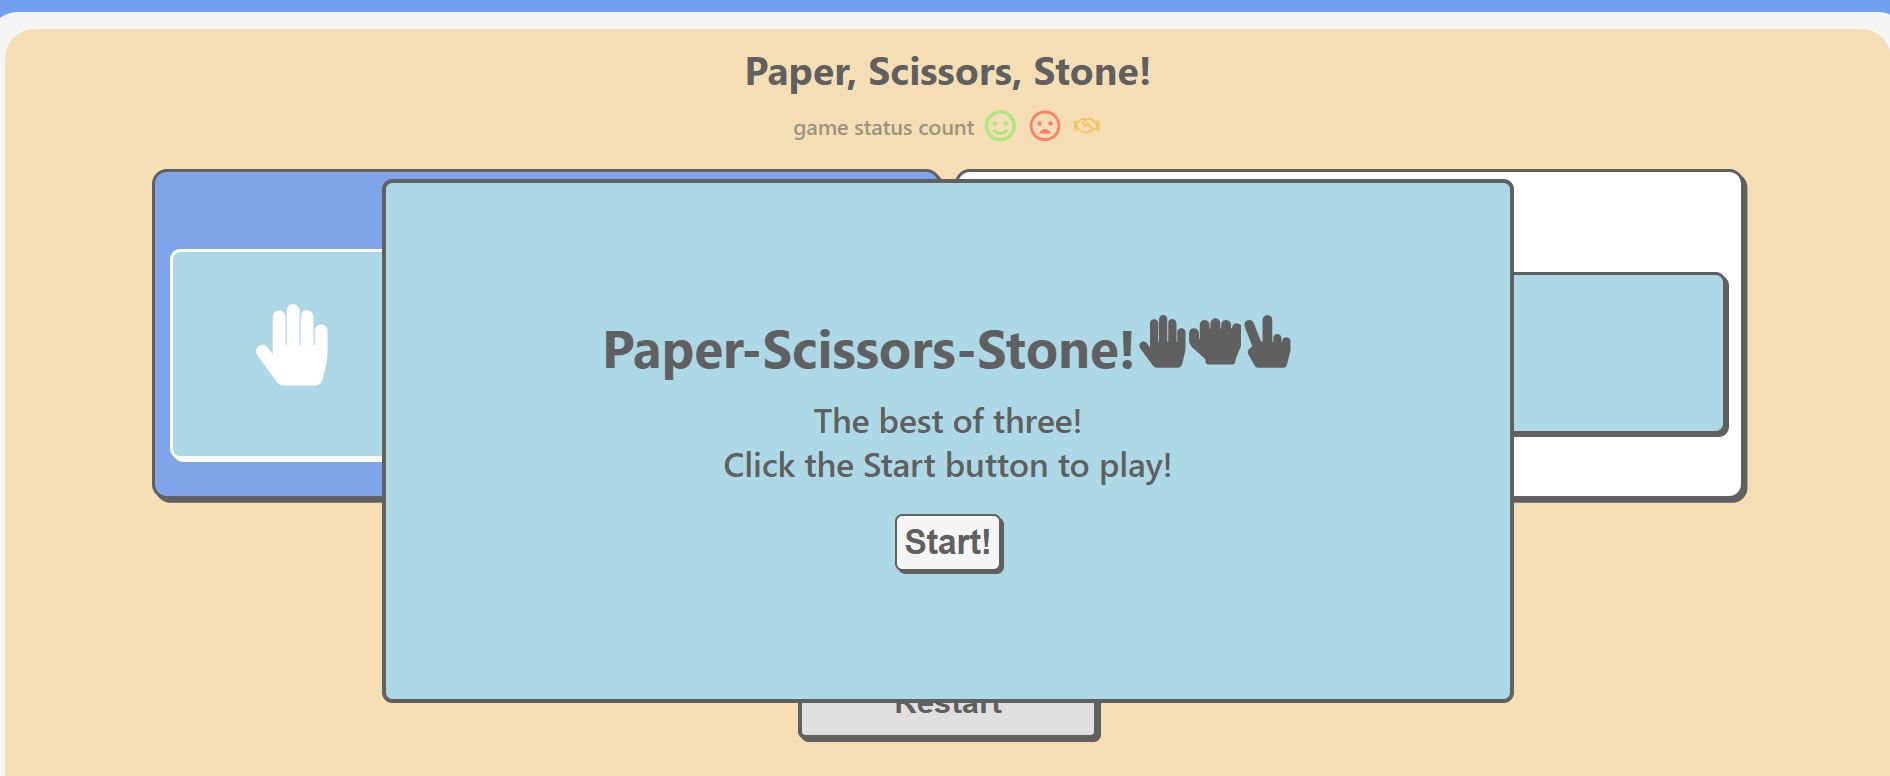 Paper, Scissors, Stone!
game status count
Paper-Scissors-Stone!
The best of three!
Click the Start button to play!
Start!
Restart